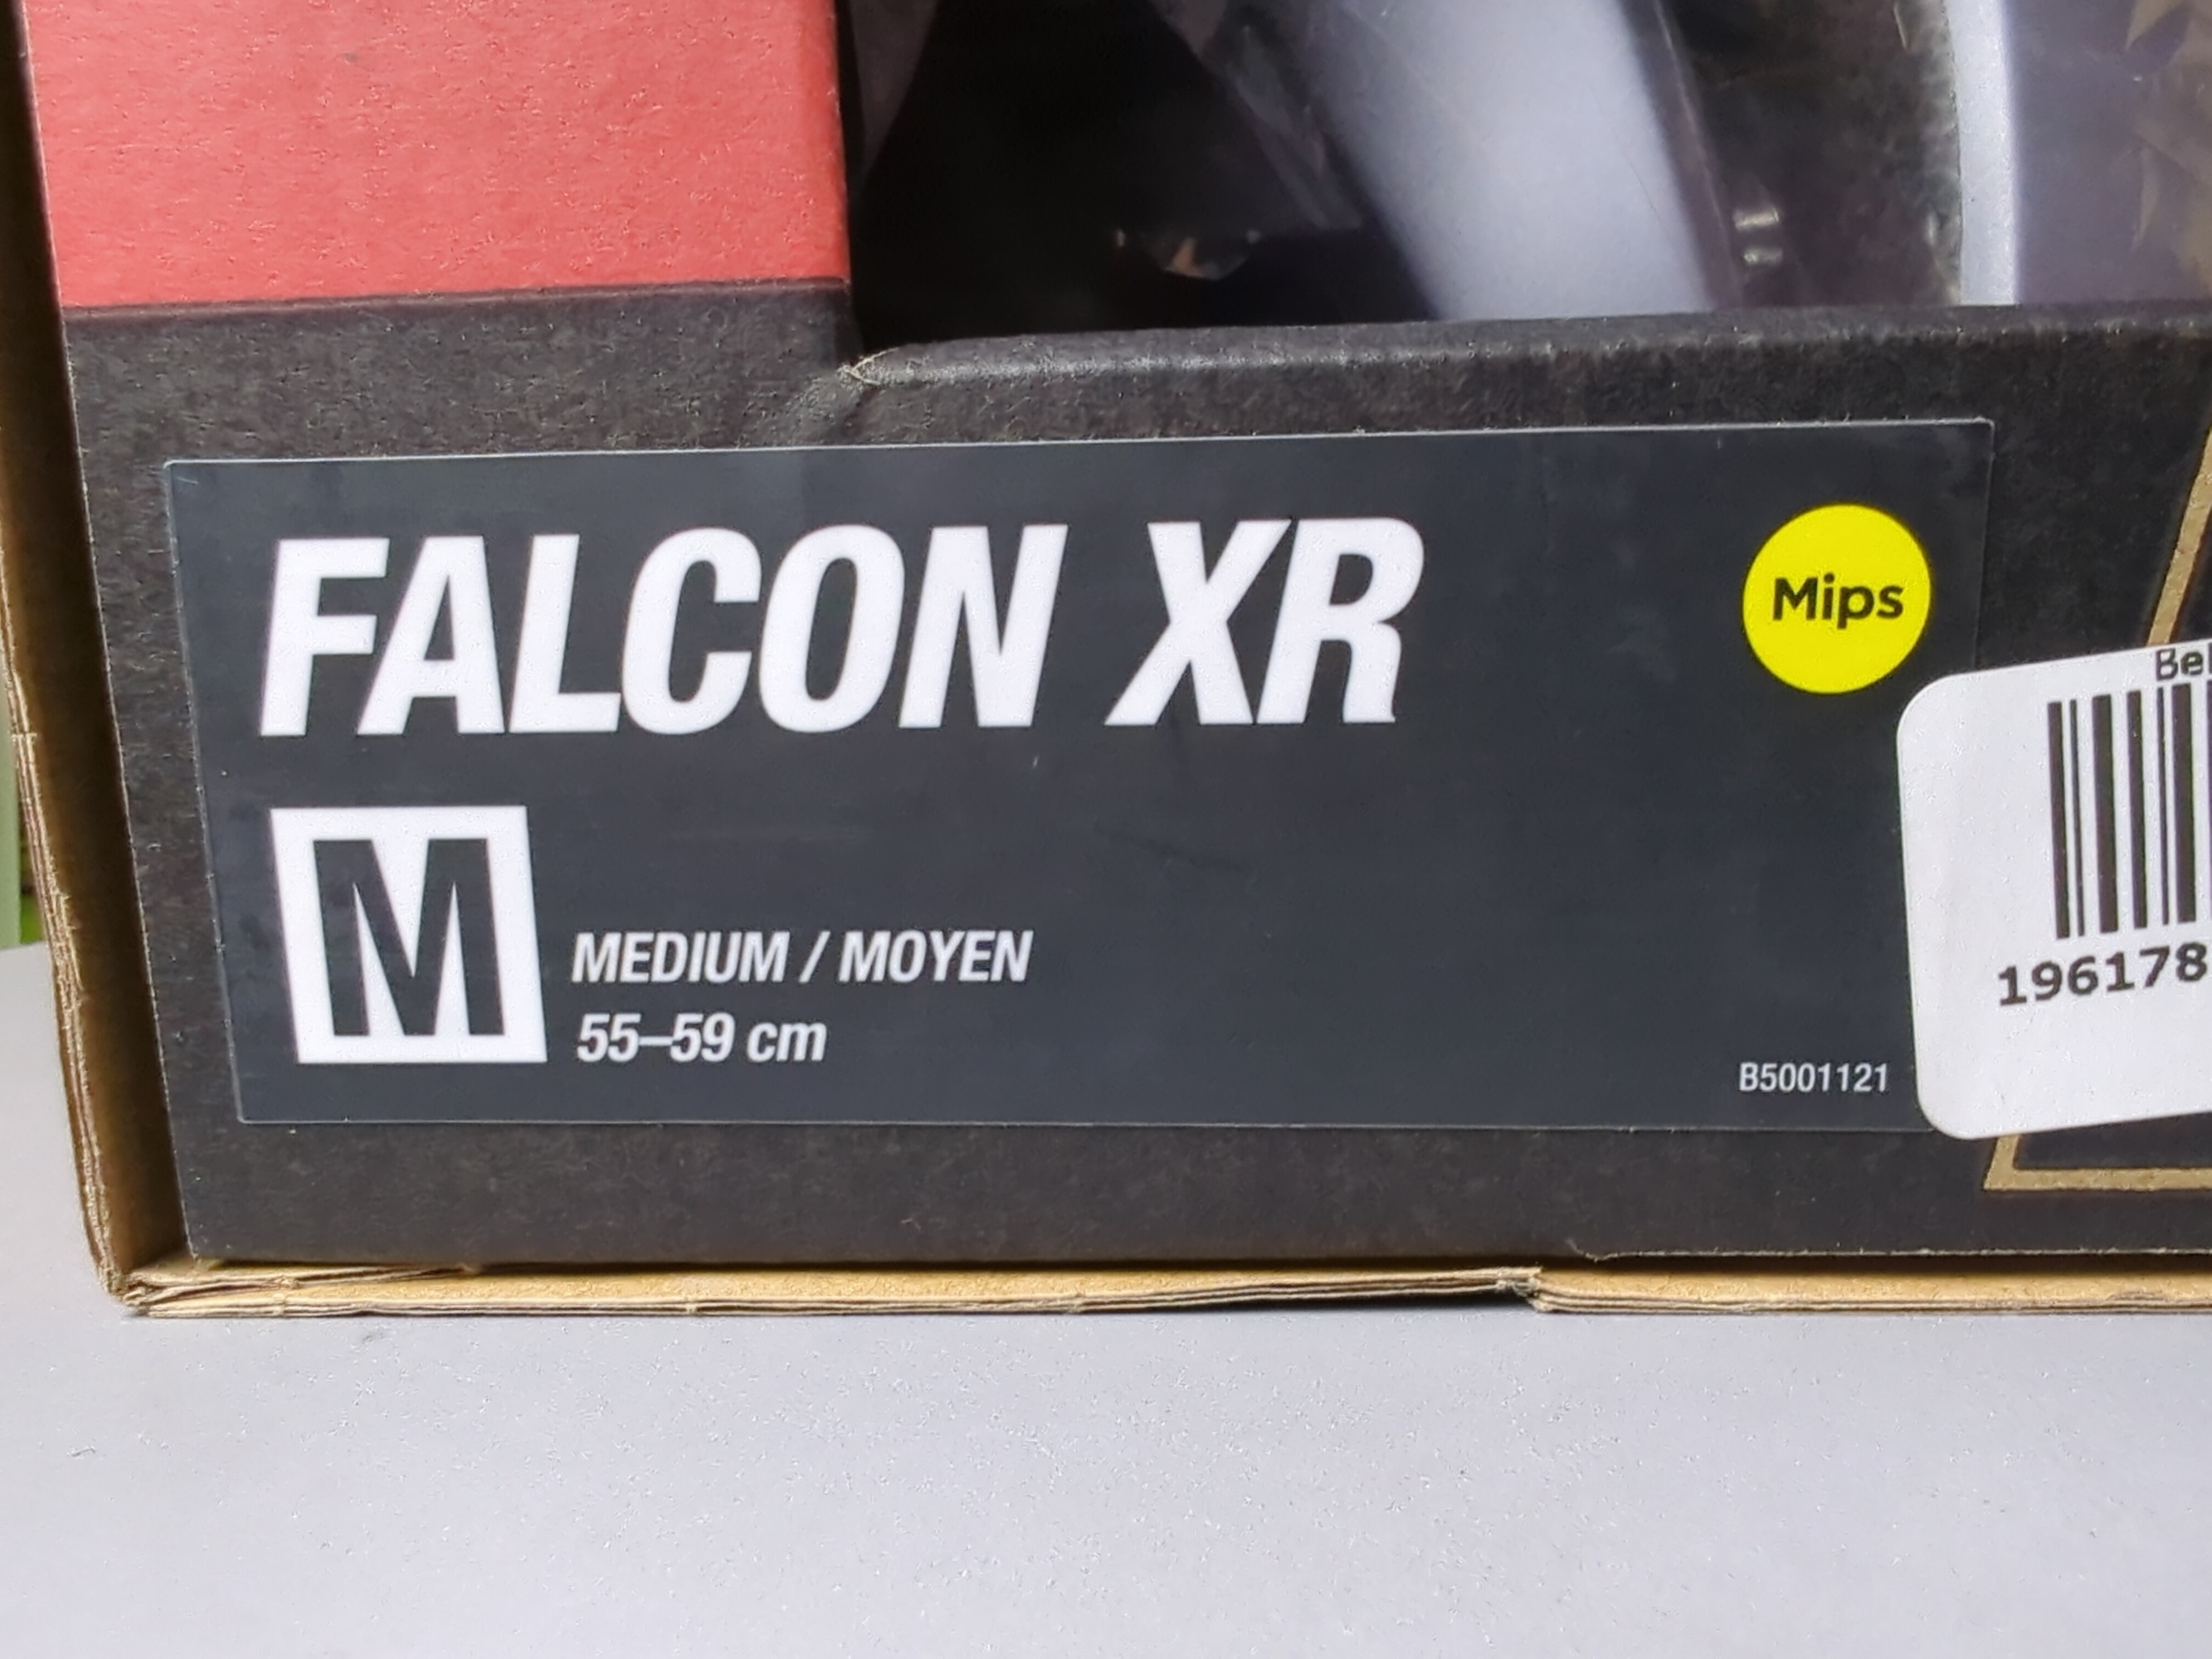 FALCON XR
Mips
M
MEDIUM / MOYEN
55–59 cm
B5001121
196178